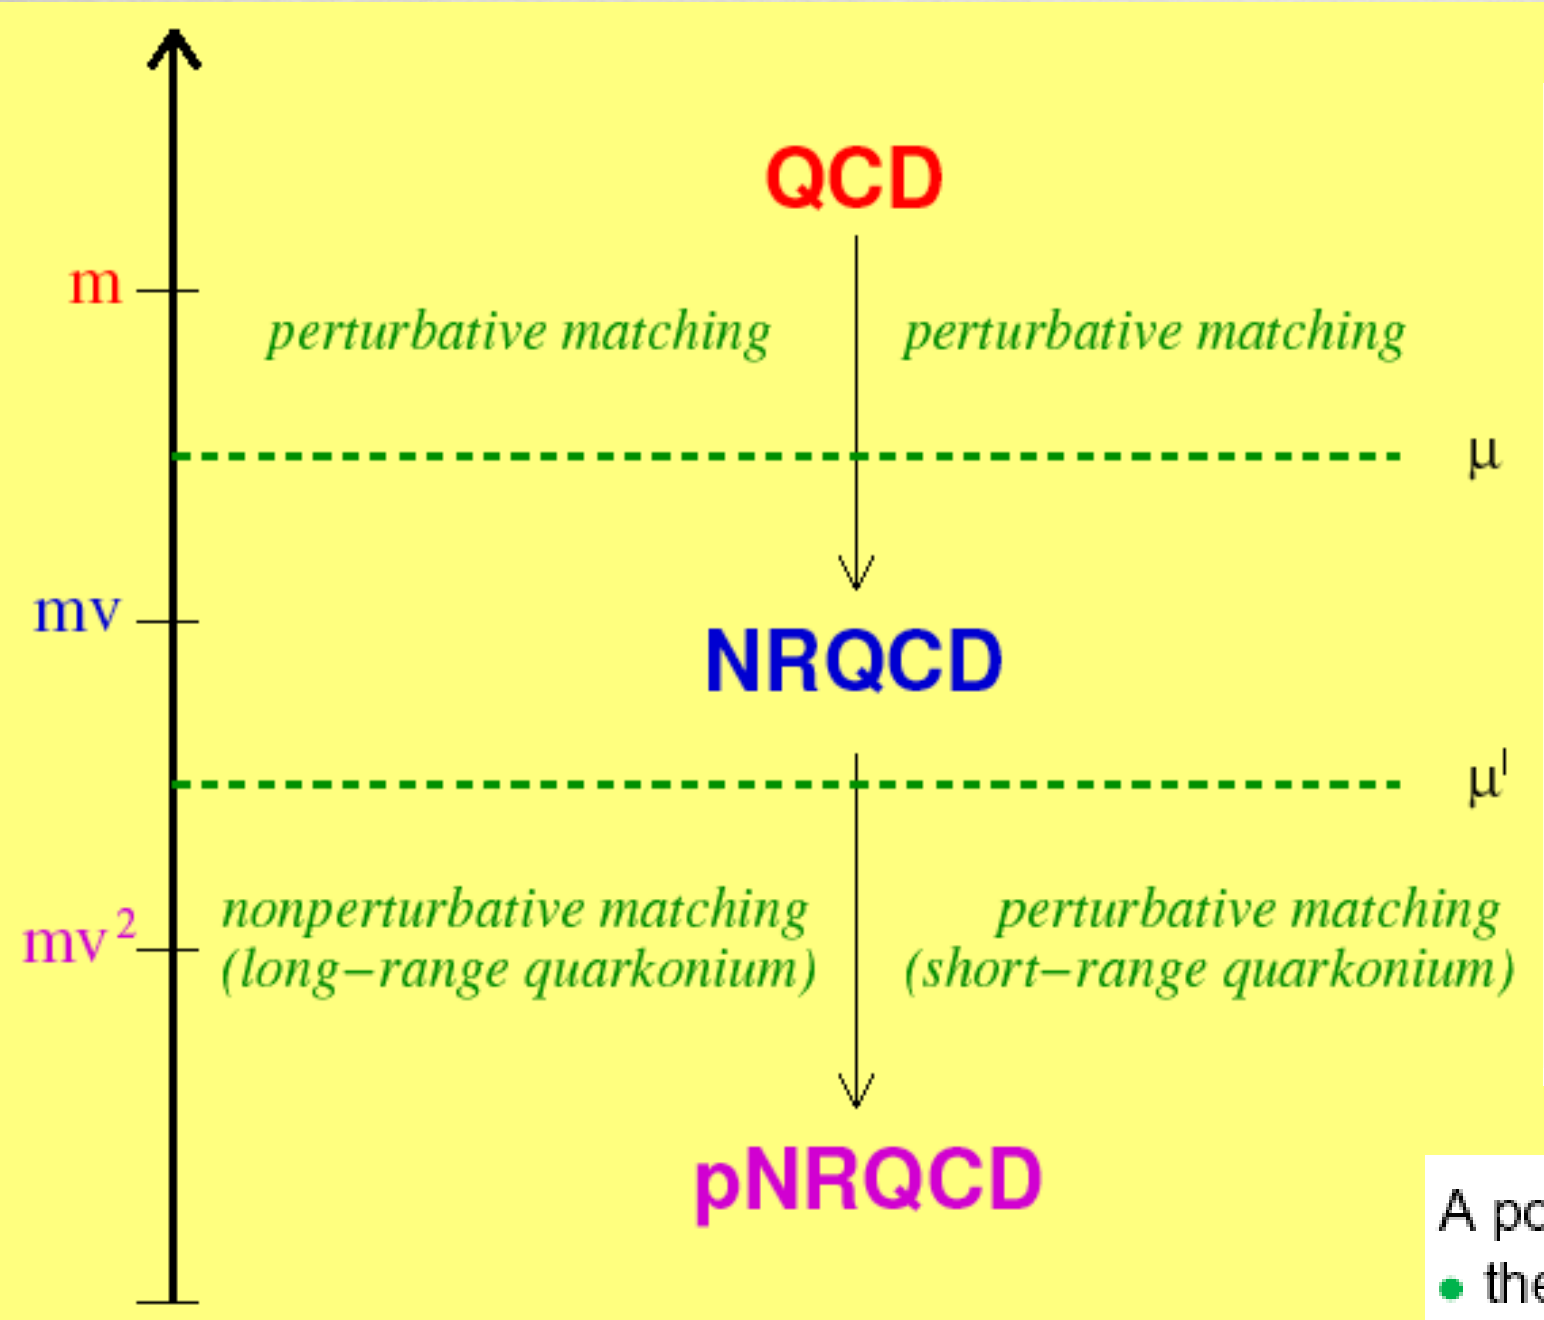 QCD
m
perturbative matching perturbative matching
μ
mv
NRQCD
μ'
nonperturbative matching perturbative matching
mv²
(long−range quarkonium) (short−range quarkonium)
pNRQCD
A